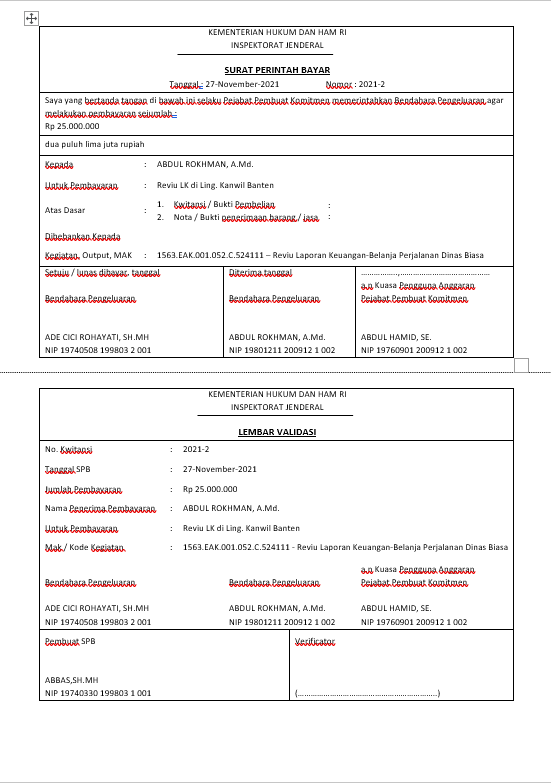 KEMENTERIAN HUKUM DAN HAM RI
INSPEKTORAT JENDERAL
SURAT PERINTAH BAYAR
Tanggal : 27-November-2021 Nomor : 2021-2
Saya yang bertanda tangan di bawah ini selaku Pejabat Pembuat Komitmen memerintahkan Bendahara Pengeluaran agar
melakukan pembayaran sejumlah :
Rp 25.000.000
dua puluh lima juta rupiah
Kepada : ABDUL ROKHMAN, A.Md.
Untuk Pembayaran : Reviu LK di Ling. Kanwil Banten
Atas Dasar : 1. Kwitansi / Bukti Pembelian :
2. Nota / Bukti penerimaan barang / jasa :
Dibebankan Kepada
Kegiatan, Output, MAK : 1563.EAK.001.052.C.524111 – Reviu Laporan Keuangan-Belanja Perjalanan Dinas Biasa
Setuju / lunas dibayar, tanggal Diterima tanggal ................,........................................
a.n Kuasa Pengguna Anggaran
Bendahara Pengeluaran Bendahara Pengeluaran Pejabat Pembuat Komitmen
ADE CICI ROHAYATI, SH.MH ABDUL ROKHMAN, A.Md. ABDUL HAMID, SE.
NIP 19740508 199803 2 001 NIP 19801211 200912 1 002 NIP 19760901 200912 1 002
KEMENTERIAN HUKUM DAN HAM RI
INSPEKTORAT JENDERAL
LEMBAR VALIDASI
No. Kwitansi : 2021-2
Tanggal SPB : 27-November-2021
Jumlah Pembayaran : Rp 25.000.000
Nama Penerima Pembayaran : ABDUL ROKHMAN, A.Md.
Untuk Pembayaran : Reviu LK di Ling. Kanwil Banten
Mak / Kode Kegiatan : 1563.EAK.001.052.C.524111 - Reviu Laporan Keuangan-Belanja Perjalanan Dinas Biasa
a.n Kuasa Pengguna Anggaran
Bendahara Pengeluaran Bendahara Pengeluaran Pejabat Pembuat Komitmen
ADE CICI ROHAYATI, SH.MH ABDUL ROKHMAN, A.Md. ABDUL HAMID, SE.
NIP 19740508 199803 2 001 NIP 19801211 200912 1 002 NIP 19760901 200912 1 002
Pembuat SPB Verificator
ABBAS,SH.MH
NIP 19740330 199803 1 001 (............................................................)